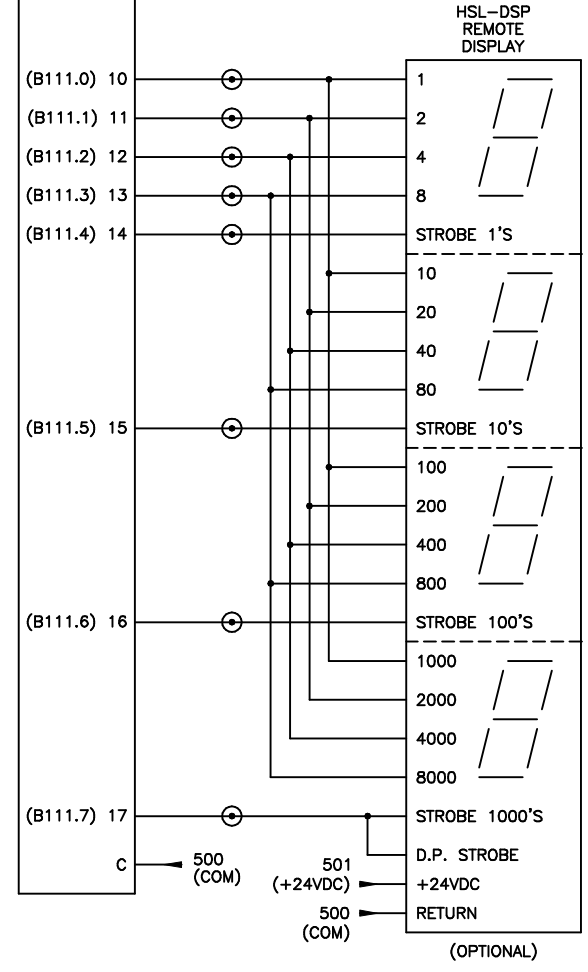 HSL-DSP
REMOTE
DISPLAY
(B111.0) 10
1
(B111.1) 11
2
(B111.2) 12
4
(B111.3) 13
8
(B111.4) 14
STROBE 1'S
10
20
40
80
(B111.5) 15
STROBE 10'S
100
200
400
800
(B111.6) 16
STROBE 100'S
1000
2000
4000
8000
(B111.7) 17
STROBE 1000'S
D.P. STROBE
C
500
(COM)
501
(+24VDC)
+24VDC
500
(COM)
RETURN
(OPTIONAL)